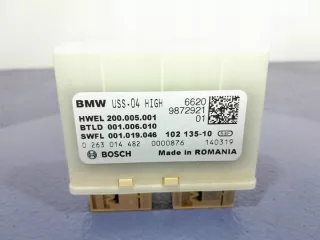 BMW USS-04 HIGH 6620
9872921
HWEL 200.005.001 01
BTLD 001.006.010
SWFL 001.019.046 102 135-10
0 263 014 482 0000876 140319
BOSCH Made in ROMANIA